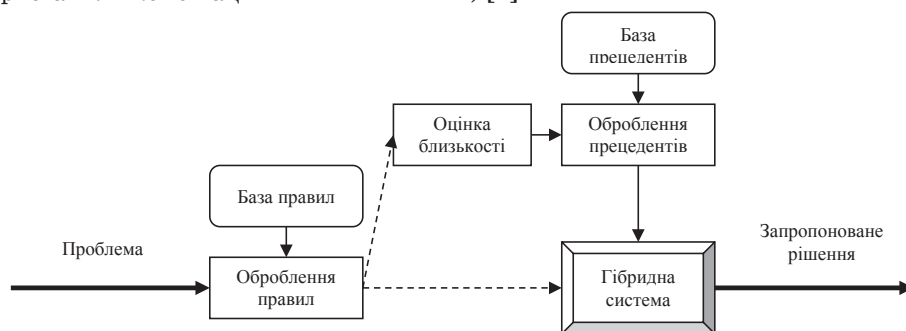 База
прецедентів
Оцінка
близькості
Оброблення
прецедентів
База правил
Проблема
Запропоноване
рішення
Оброблення
правил
Гібридна
система